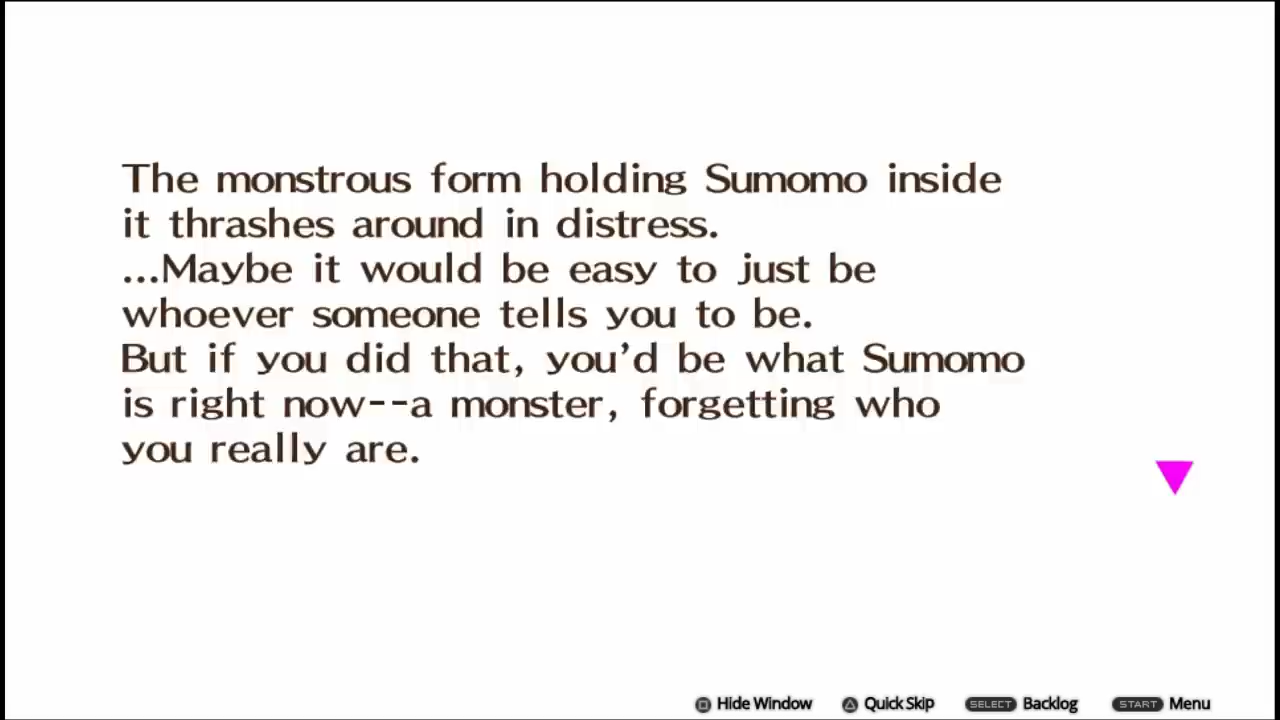 The monstrous form holding Sumomo inside
it thrashes around in distress.
...Maybe it would be easy to just be
whoever someone tells you to be.
But if you did that, you'd be what Sumomo
is right now--a monster, forgetting who
you really are.
Hide Window Quick Skip SELECT Backlog START Menu